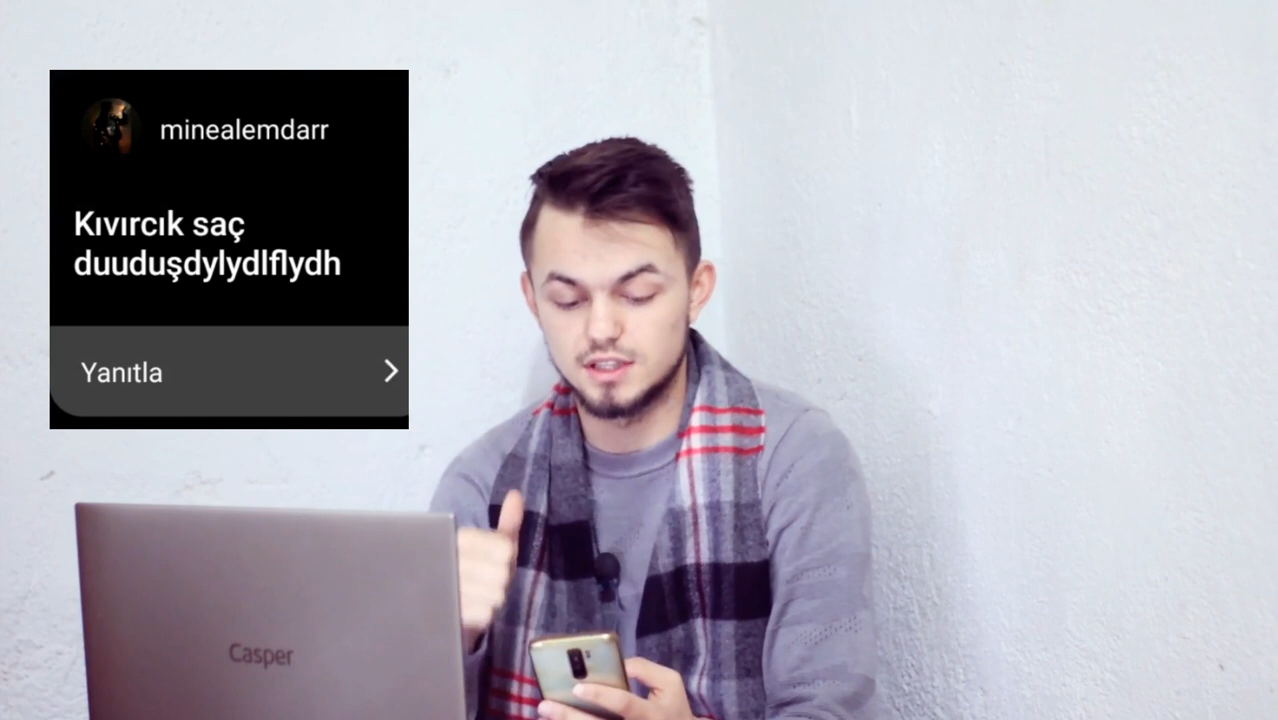 minealemdarr
Kıvırcık saç
duuduşdylydlflydh
Yanıtla
Casper